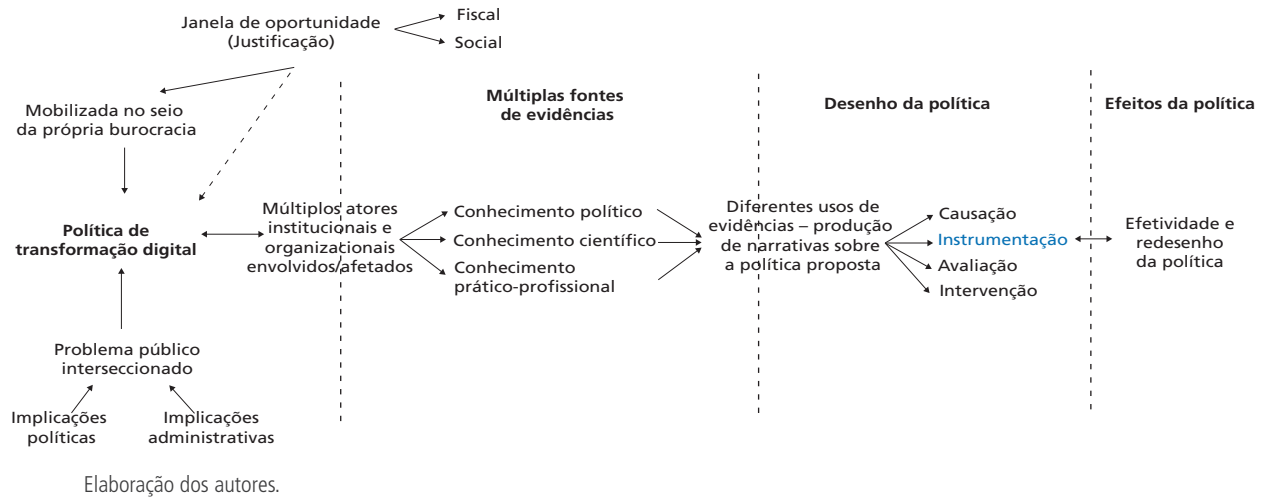 Janela de oportunidade
(Justificação)
Fiscal
Social
Mobilizada no seio
da própria burocracia
Política de
transformação digital
Problema público
interseccionado
Implicações
políticas
Implicações
administrativas
Múltiplos atores
institucionais e
organizacionais
envolvidos/afetados
Múltiplas fontes
de evidências
Conhecimento político
Conhecimento científico
Conhecimento
prático-profissional
Diferentes usos de
evidências – produção
de narrativas sobre
a política proposta
Desenho da política
Causação
Instrumentação
Avaliação
Intervenção
Efeitos da política
Efetividade e
redesenho
da política
Elaboração dos autores.